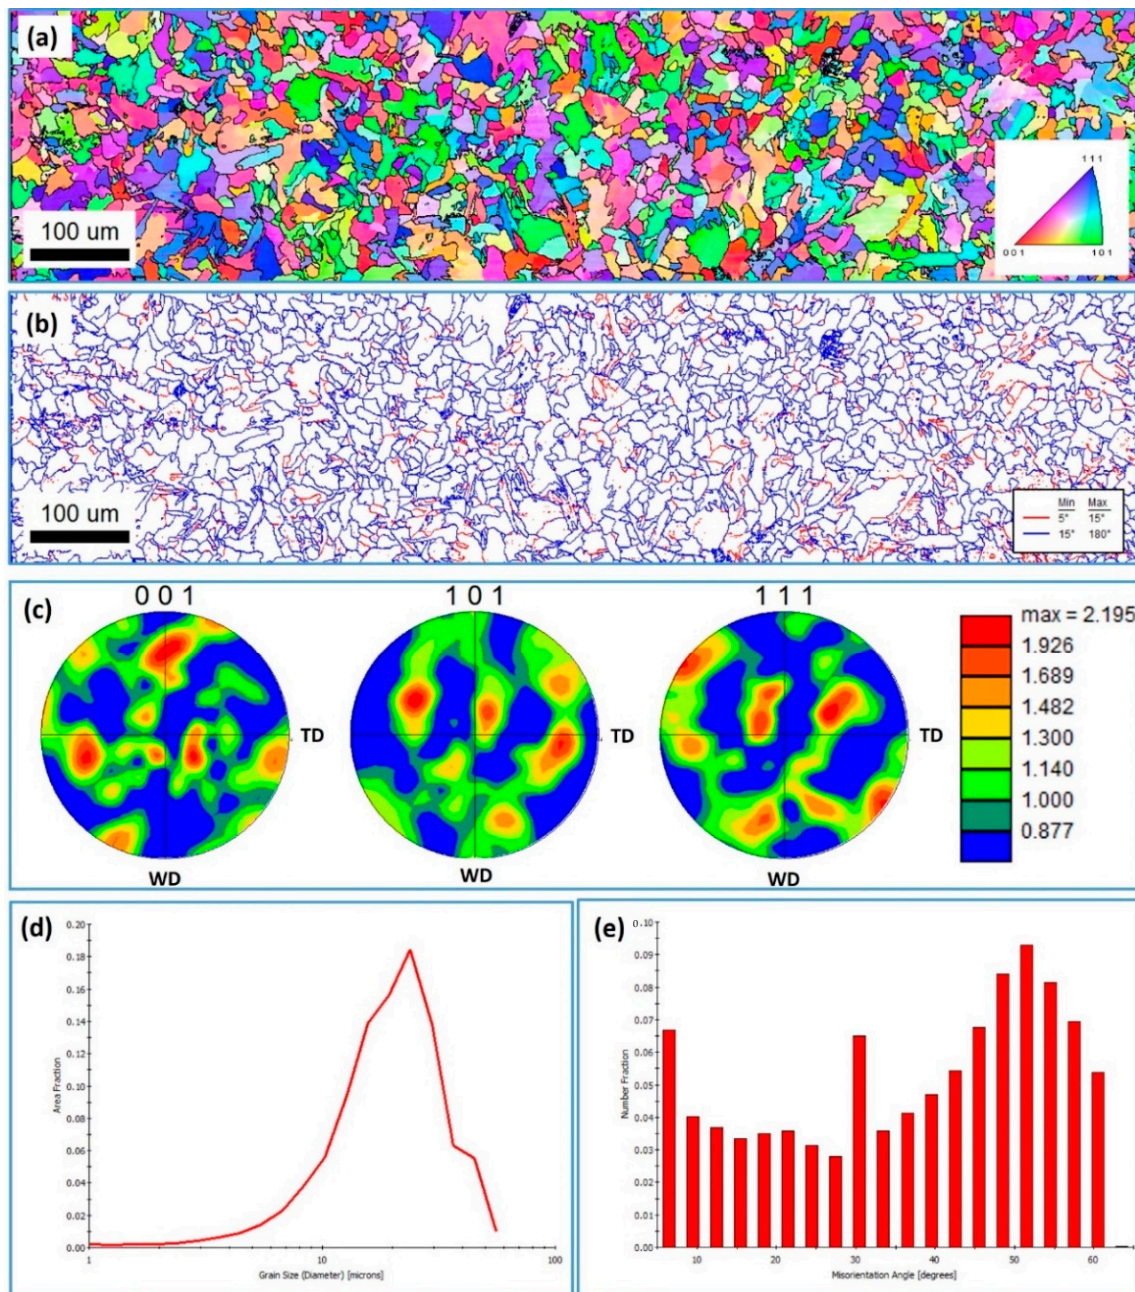 (a)
1 1 1
0 0 1
1 0 1
100 um
(b)
100 um
Min Max
5° 15°
15° 180°
(c)
0 0 1
1 0 1
1 1 1
TD
TD
TD
WD
WD
WD
max = 2.195
1.926
1.689
1.482
1.300
1.140
1.000
0.877
(d)
0.20
0.18
0.16
0.14
0.12
0.10
0.08
0.06
0.04
0.02
0.00
Area Fraction
1 10 100
Grain Size (Diameter) [microns]
(e)
0.10
0.09
0.08
0.07
0.06
0.05
0.04
0.03
0.02
0.01
0.00
Number Fraction
10 20 30 40 50 60
Misorientation Angle [degrees]